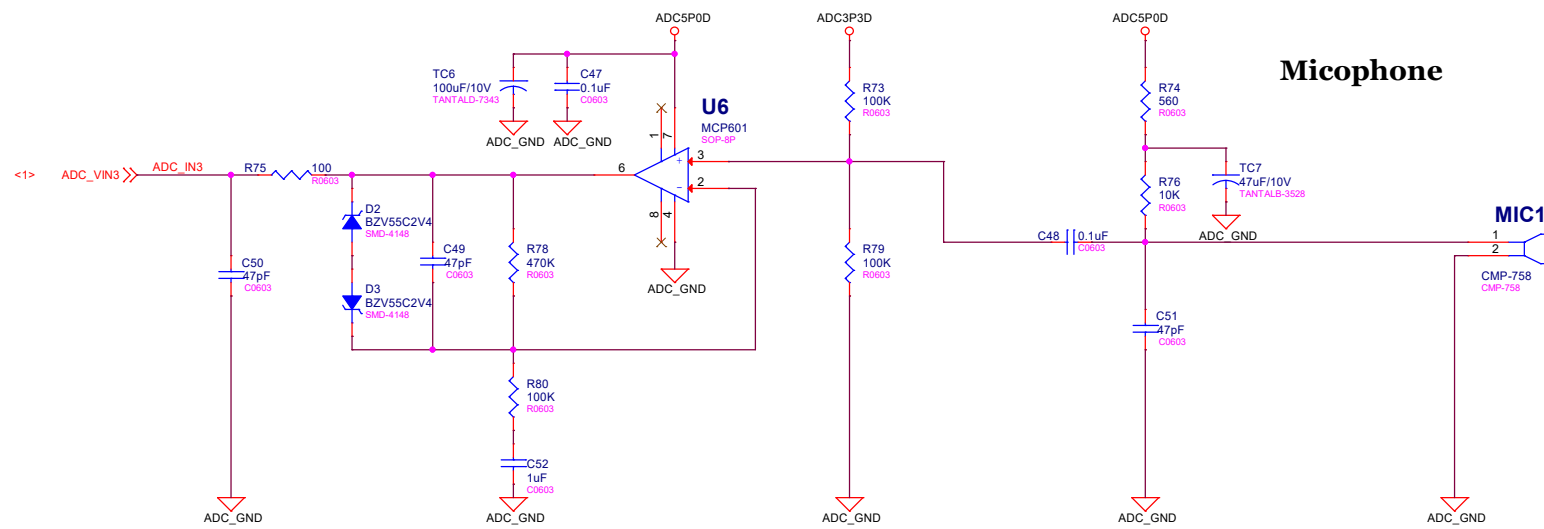 ADC5P0D
ADC3P3D
ADC5P0D
Micophone
TC6
100uF/10V
TANTALD-7343
C47
0.1uF
C0603
ADC_GND
ADC_GND
U6
MCP601
SOP-8P
1
7
3
2
6
8
4
+
-
ADC_GND
R73
100K
R0603
R74
560
R0603
<1>
ADC_VIN3
ADC_IN3
R75
100
R0603
R76
10K
R0603
TC7
47uF/10V
TANTALB-3528
ADC_GND
MIC1
1
2
CMP-758
CMP-758
D2
BZV55C2V4
SMD-4148
C49
47pF
C0603
R78
470K
R0603
C48
0.1uF
C0603
R79
100K
R0603
C50
47pF
C0603
D3
BZV55C2V4
SMD-4148
C51
47pF
C0603
R80
100K
R0603
C52
1uF
C0603
ADC_GND
ADC_GND
ADC_GND
ADC_GND
ADC_GND